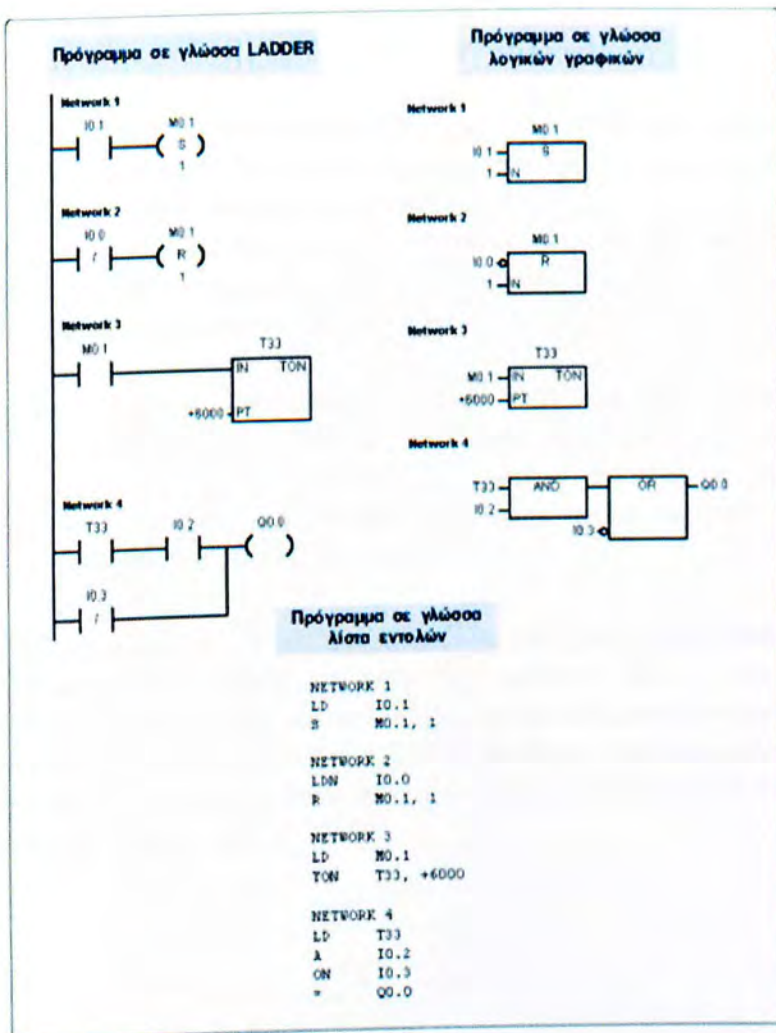 Πρόγραμμα σε γλώσσα LADDER
Network 1
I0.1
M0.1
S
1
Network 2
I0.0
M0.1
/
R
1
Network 3
M0.1
T33
IN TON
+6000 PT
Network 4
T33
I0.2
Q0.0
I0.3
/
Πρόγραμμα σε γλώσσα
λογικών γραφικών
Network 1
M0.1
I0.1 S
1 IN
Network 2
M0.1
I0.0 R
1 IN
Network 3
T33
M0.1 IN TON
+6000 PT
Network 4
T33 AND OR Q0.0
I0.2
I0.3
Πρόγραμμα σε γλώσσα
λίστα εντολών
NETWORK 1
LD I0.1
S M0.1, 1
NETWORK 2
LDN I0.0
R M0.1, 1
NETWORK 3
LD M0.1
TON T33, +6000
NETWORK 4
LD T33
A I0.2
ON I0.3
= Q0.0